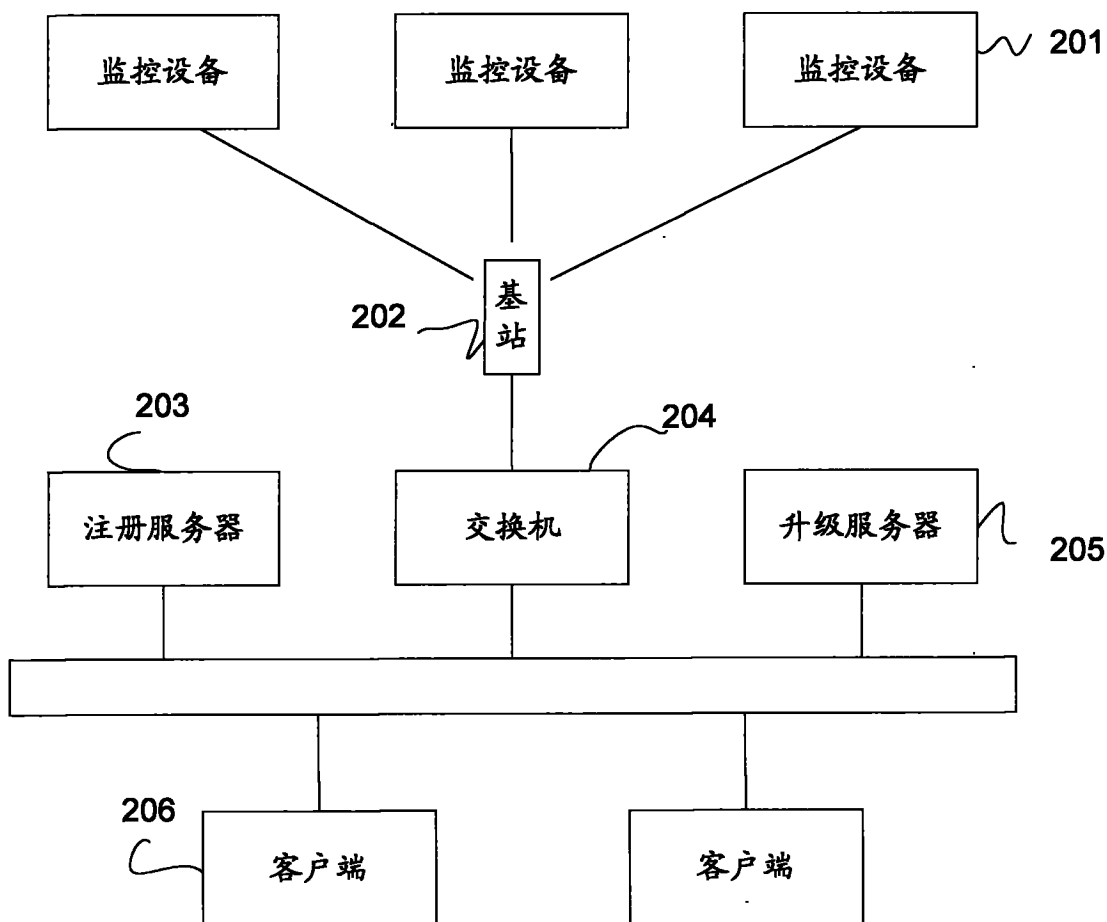 监控设备
监控设备
监控设备
201
202
基
站
203
204
注册服务器
交换机
升级服务器
205
206
客户端
客户端